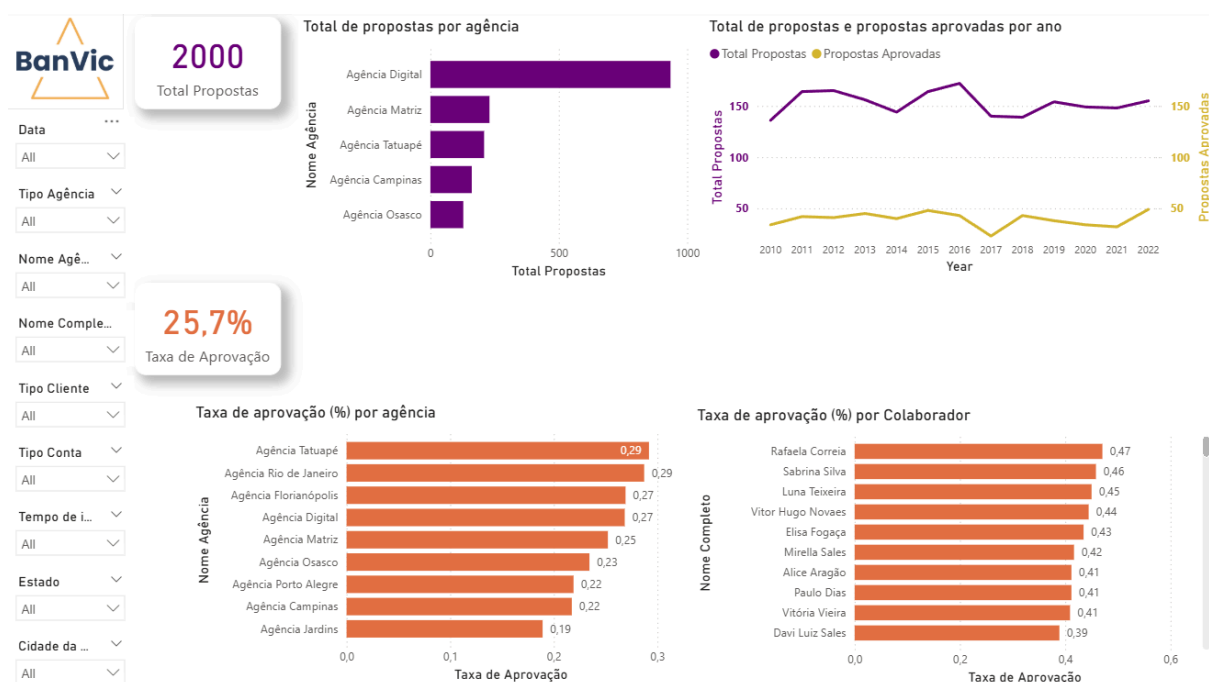 BanVic
Data
All
Tipo Agência
All
Nome Agê...
All
Nome Comple...
All
Tipo Cliente
All
Tipo Conta
All
Tempo de i...
All
Estado
All
Cidade da ...
All
2000
Total Propostas
25,7%
Taxa de Aprovação
Total de propostas por agência
Nome Agência
Agência Digital
Agência Matriz
Agência Tatuapé
Agência Campinas
Agência Osasco
0 500 1000
Total Propostas
Total de propostas e propostas aprovadas por ano
Total Propostas Propostas Aprovadas
Total Propostas
150 150
100 100
50 50
Propostas Aprovadas
2010 2011 2012 2013 2014 2015 2016 2017 2018 2019 2020 2021 2022
Year
Taxa de aprovação (%) por agência
Nome Agência
Agência Tatuapé 0,29
Agência Rio de Janeiro 0,29
Agência Florianópolis 0,27
Agência Digital 0,27
Agência Matriz 0,25
Agência Osasco 0,23
Agência Porto Alegre 0,22
Agência Campinas 0,22
Agência Jardins 0,19
0,0 0,1 0,2 0,3
Taxa de Aprovação
Taxa de aprovação (%) por Colaborador
Nome Completo
Rafaela Correia 0,47
Sabrina Silva 0,46
Luna Teixeira 0,45
Vitor Hugo Novaes 0,44
Elisa Fogaça 0,43
Mirella Sales 0,42
Alice Aragão 0,41
Paulo Dias 0,41
Vitória Vieira 0,41
Davi Luiz Sales 0,39
0,0 0,2 0,4 0,6
Taxa de Aprovação